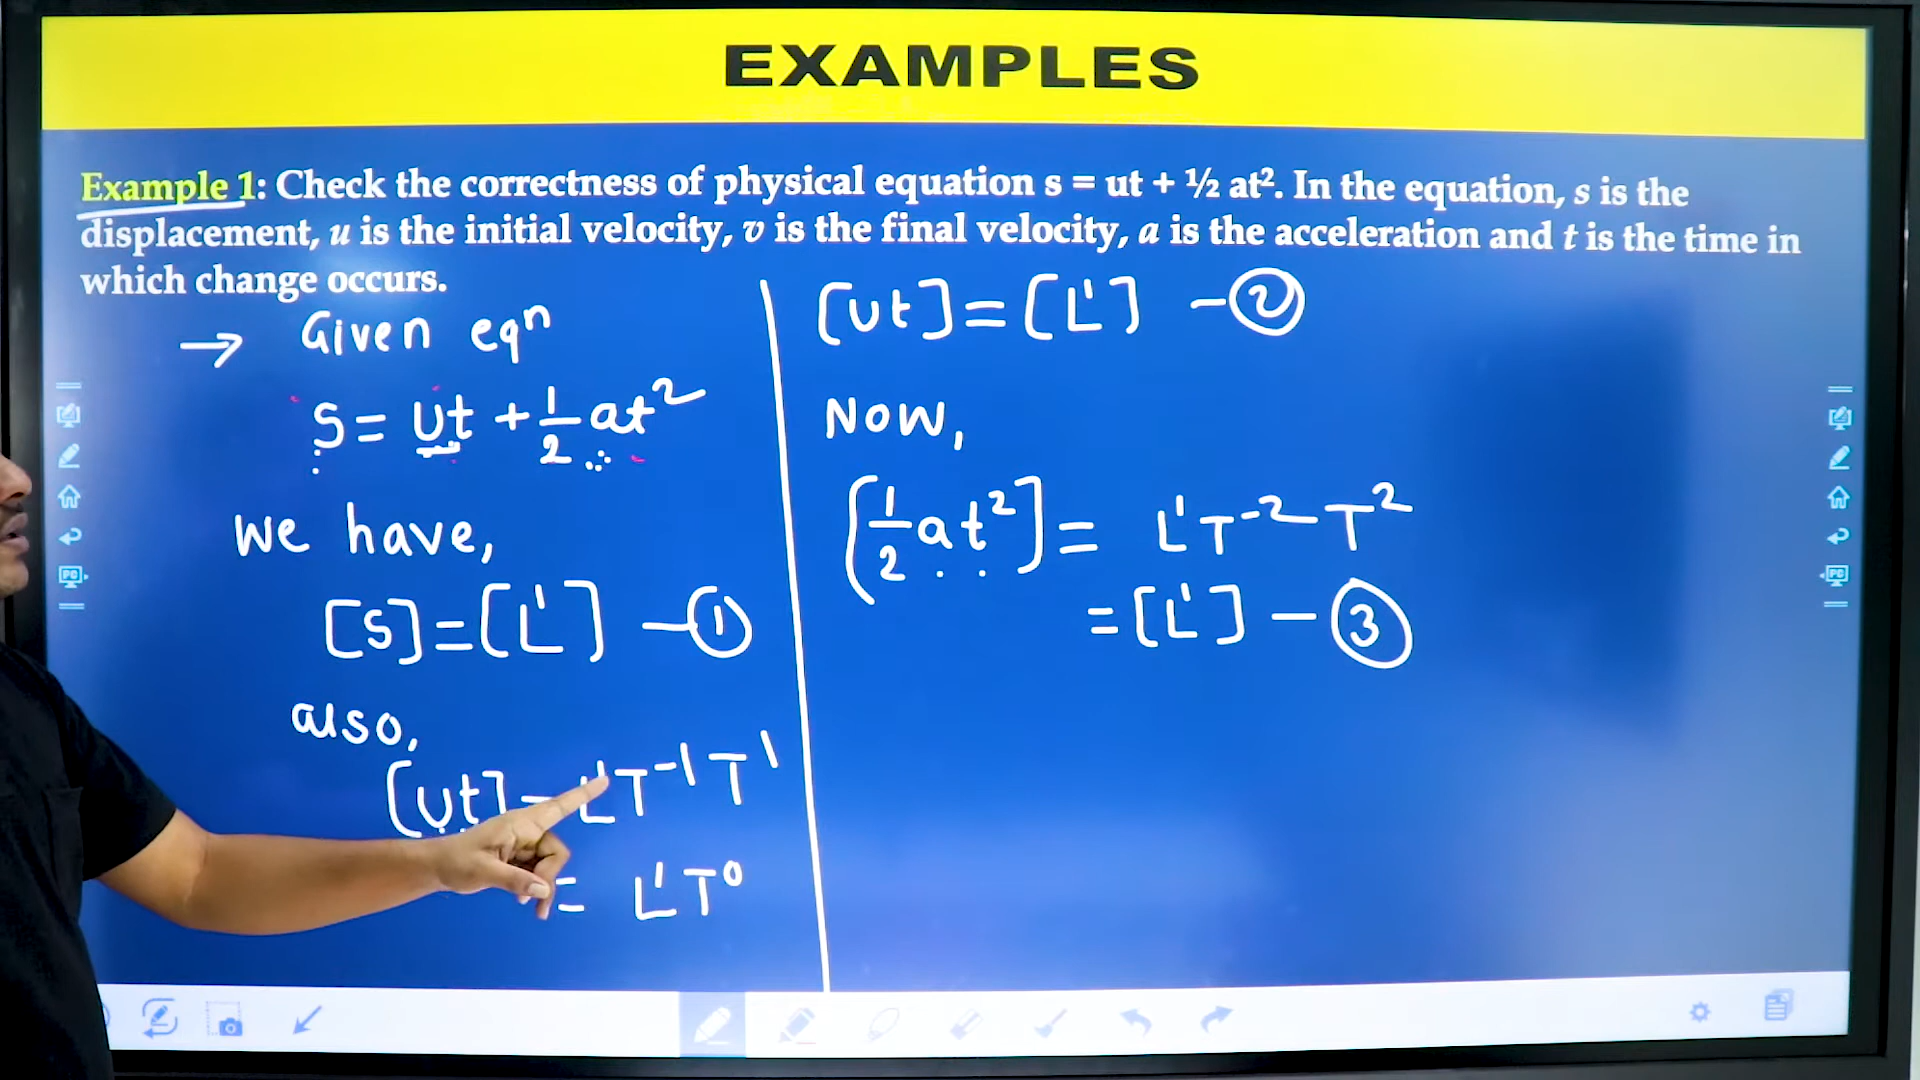 EXAMPLES
Example 1: Check the correctness of physical equation s = ut + ½ at². In the equation, s is the
displacement, u is the initial velocity, v is the final velocity, a is the acceleration and t is the time in
which change occurs.
→ Given eqⁿ
S = ut + 1/2 at²
We have,
[S] = [L¹] – ①
also,
[ut] = L¹T⁻¹T¹
= L¹T⁰
[ut] = [L¹] – ②
Now,
[1/2 at²] = L¹T⁻²T²
= [L¹] – ③